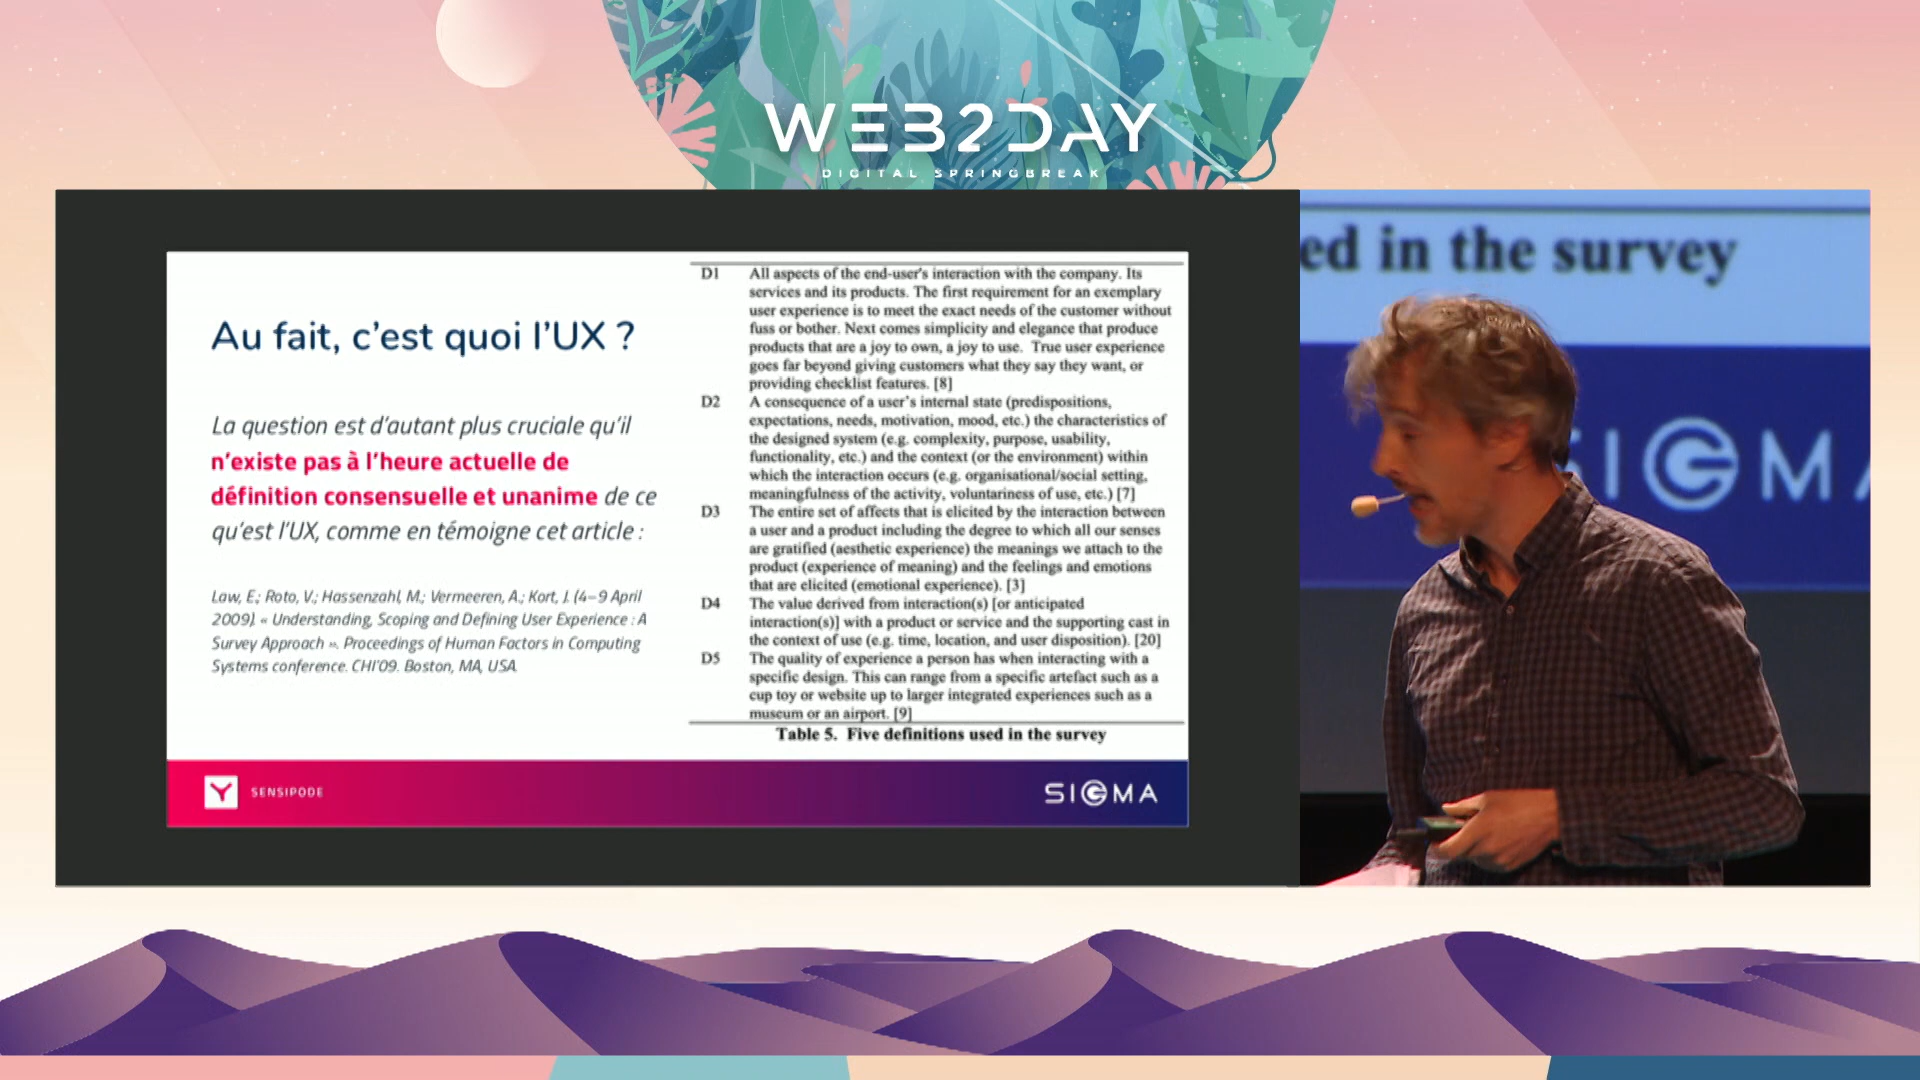 WEB2DAY
DIGITAL SPRINGBREAK
Au fait, c'est quoi l'UX ?
La question est d'autant plus cruciale qu'il
n'existe pas à l'heure actuelle de
définition consensuelle et unanime de ce
qu'est l'UX, comme en témoigne cet article :
Law, E.; Roto, V.; Hassenzahl, M.; Vermeeren, A.; Kort, J. (4–9 April
2009). « Understanding, Scoping and Defining User Experience : A
Survey Approach ». Proceedings of Human Factors in Computing
Systems conference. CHI'09. Boston, MA, USA
D1 All aspects of the end-user's interaction with the company. Its
services and its products. The first requirement for an exemplary
user experience is to meet the exact needs of the customer without
fuss or bother. Next comes simplicity and elegance that produce
products that are a joy to own, a joy to use. True user experience
goes far beyond giving customers what they say they want, or
providing checklist features. [8]
D2 A consequence of a user's internal state (predispositions,
expectations, needs, motivation, mood, etc.) the characteristics of
the designed system (e.g. complexity, purpose, usability,
functionality, etc.) and the context (or the environment) within
which the interaction occurs (e.g. organisational/social setting,
meaningfulness of the activity, voluntariness of use, etc.) [7]
D3 The entire set of affects that is elicited by the interaction between
a user and a product including the degree to which all our senses
are gratified (aesthetic experience) the meanings we attach to the
product (experience of meaning) and the feelings and emotions
that are elicited (emotional experience). [3]
D4 The value derived from interaction(s) [or anticipated
interaction(s)] with a product or service and the supporting cast in
the context of use (e.g. time, location, and user disposition). [20]
D5 The quality of experience a person has when interacting with a
specific design. This can range from a specific artefact such as a
cup toy or website up to larger integrated experiences such as a
museum or an airport. [9]
Table 5. Five definitions used in the survey
SENSIPODE
SIGMA
ed in the survey
SIGMA